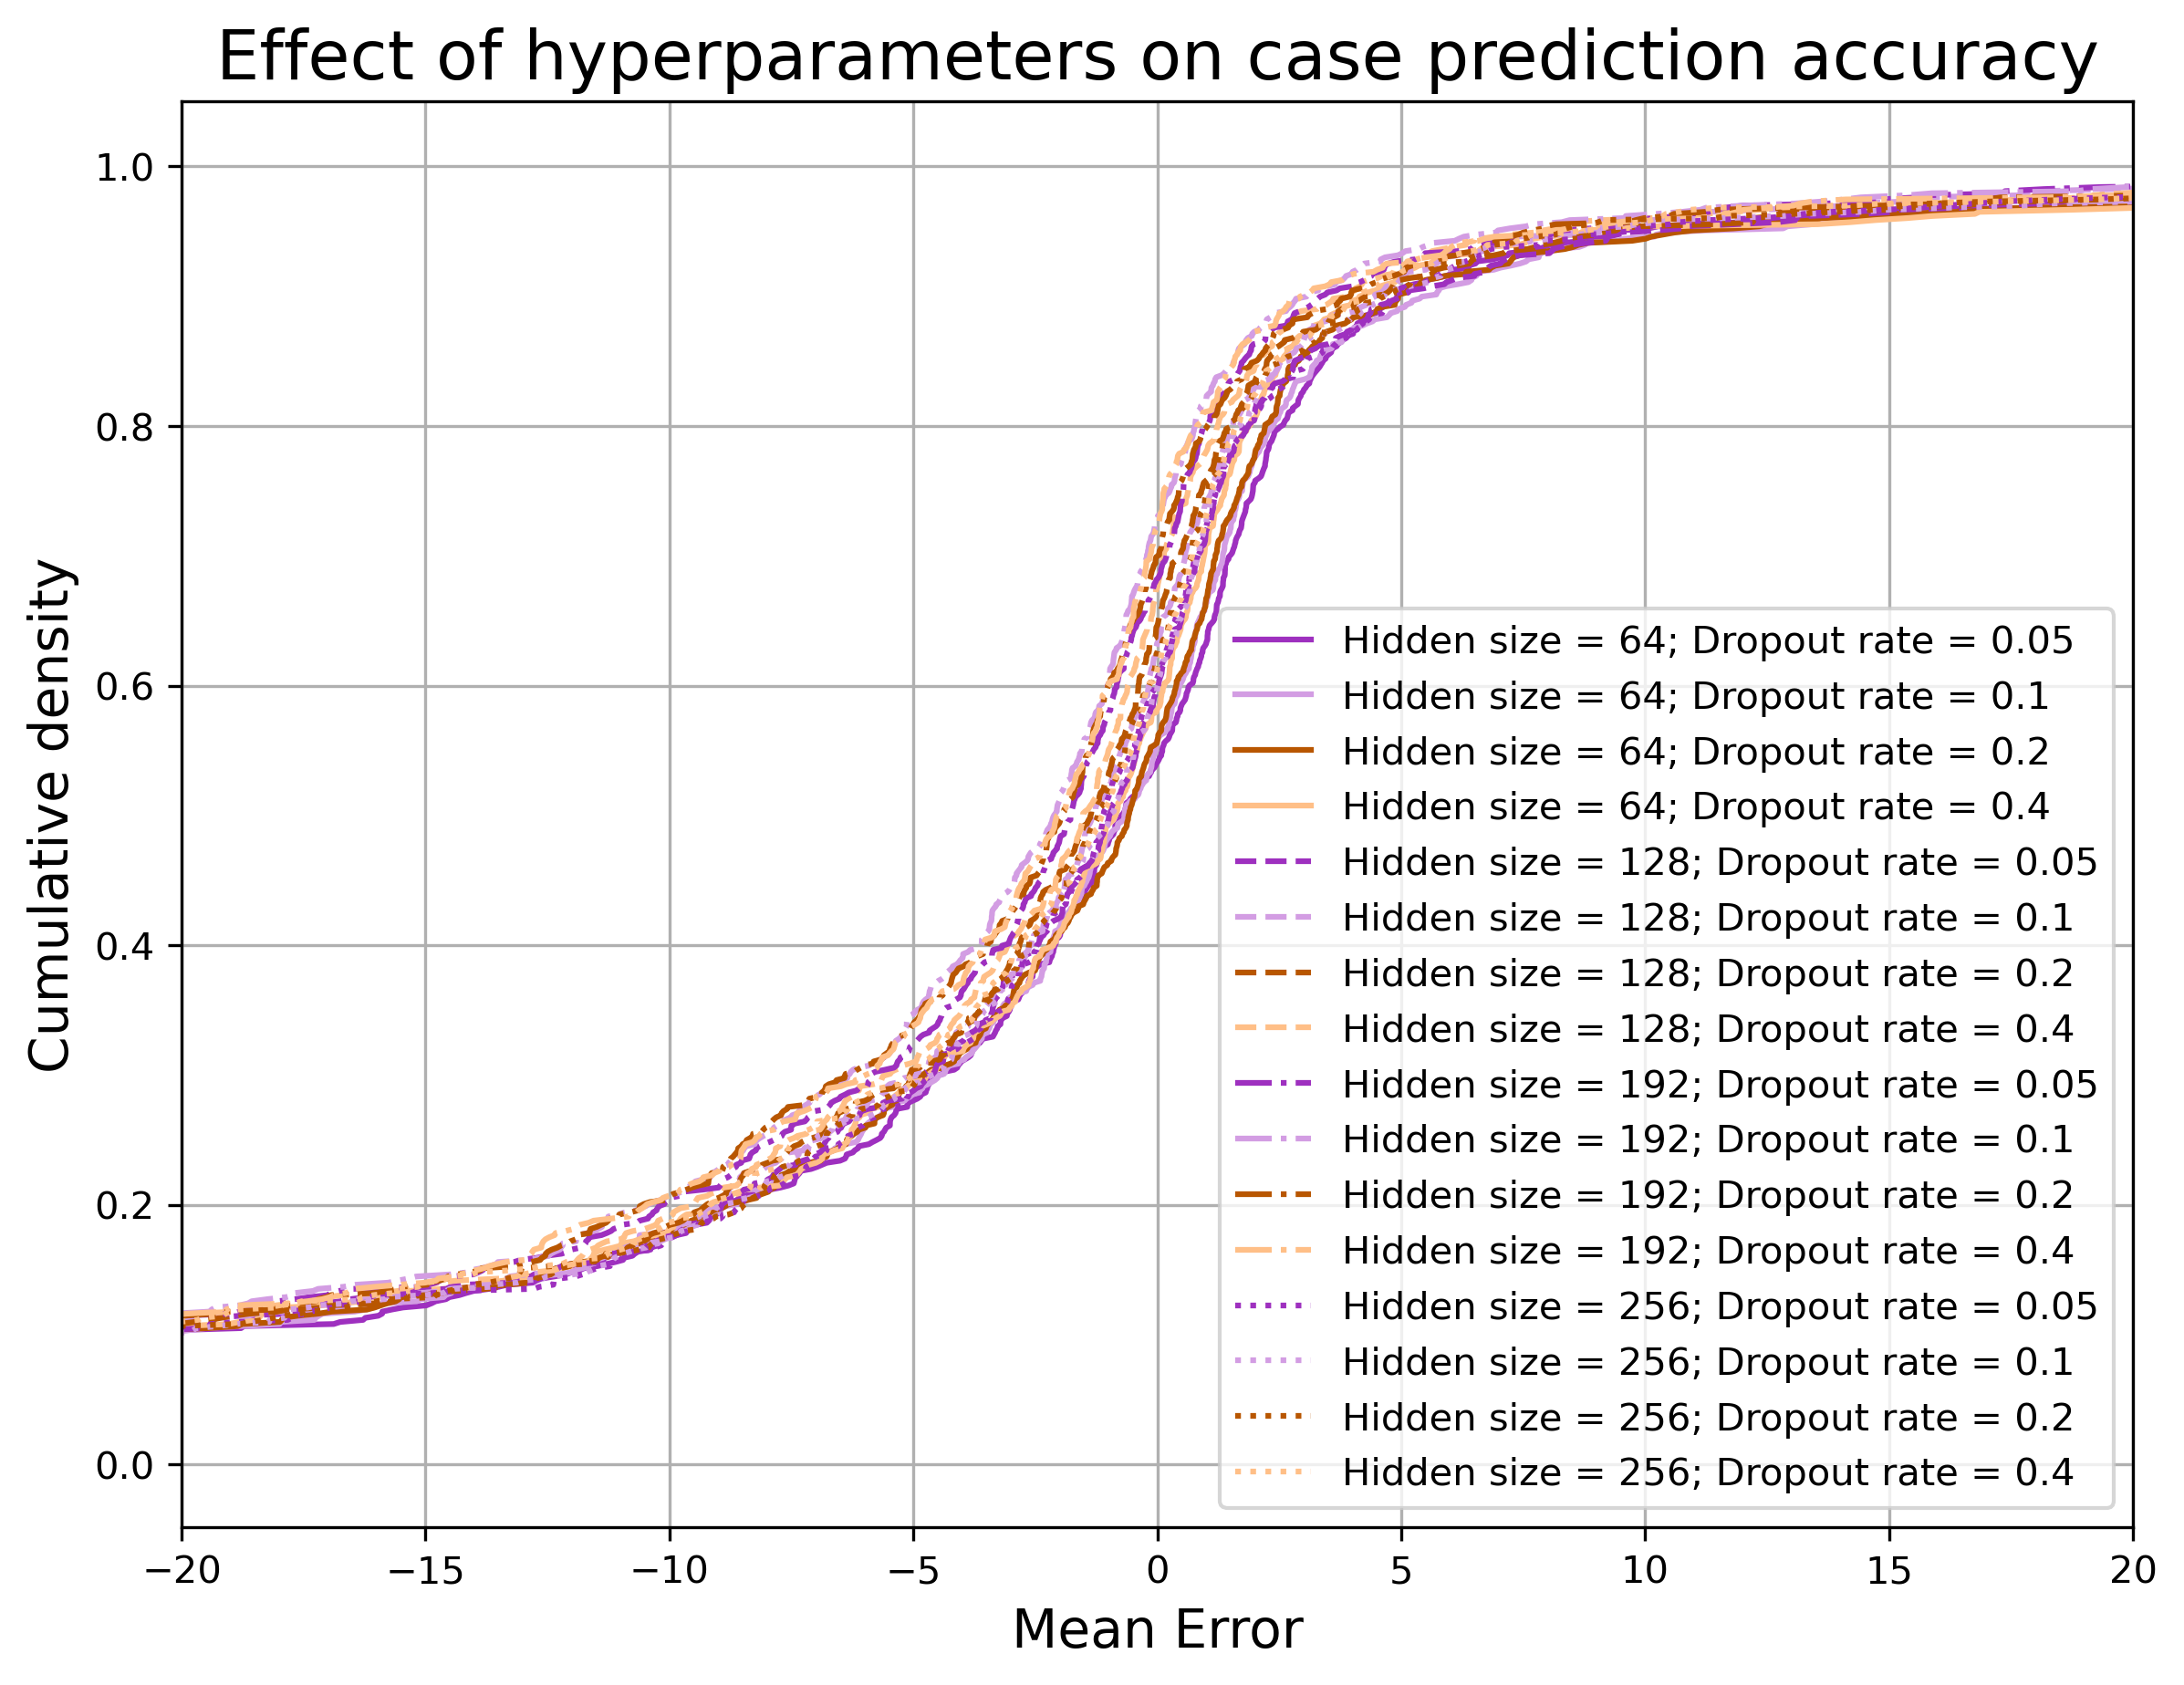 Effect of hyperparameters on case prediction accuracy
1.0
0.8
0.6
0.4
0.2
0.0
Cumulative density
Hidden size = 64; Dropout rate = 0.05
Hidden size = 64; Dropout rate = 0.1
Hidden size = 64; Dropout rate = 0.2
Hidden size = 64; Dropout rate = 0.4
Hidden size = 128; Dropout rate = 0.05
Hidden size = 128; Dropout rate = 0.1
Hidden size = 128; Dropout rate = 0.2
Hidden size = 128; Dropout rate = 0.4
Hidden size = 192; Dropout rate = 0.05
Hidden size = 192; Dropout rate = 0.1
Hidden size = 192; Dropout rate = 0.2
Hidden size = 192; Dropout rate = 0.4
Hidden size = 256; Dropout rate = 0.05
Hidden size = 256; Dropout rate = 0.1
Hidden size = 256; Dropout rate = 0.2
Hidden size = 256; Dropout rate = 0.4
−20 −15 −10 −5 0 5 10 15 20
Mean Error